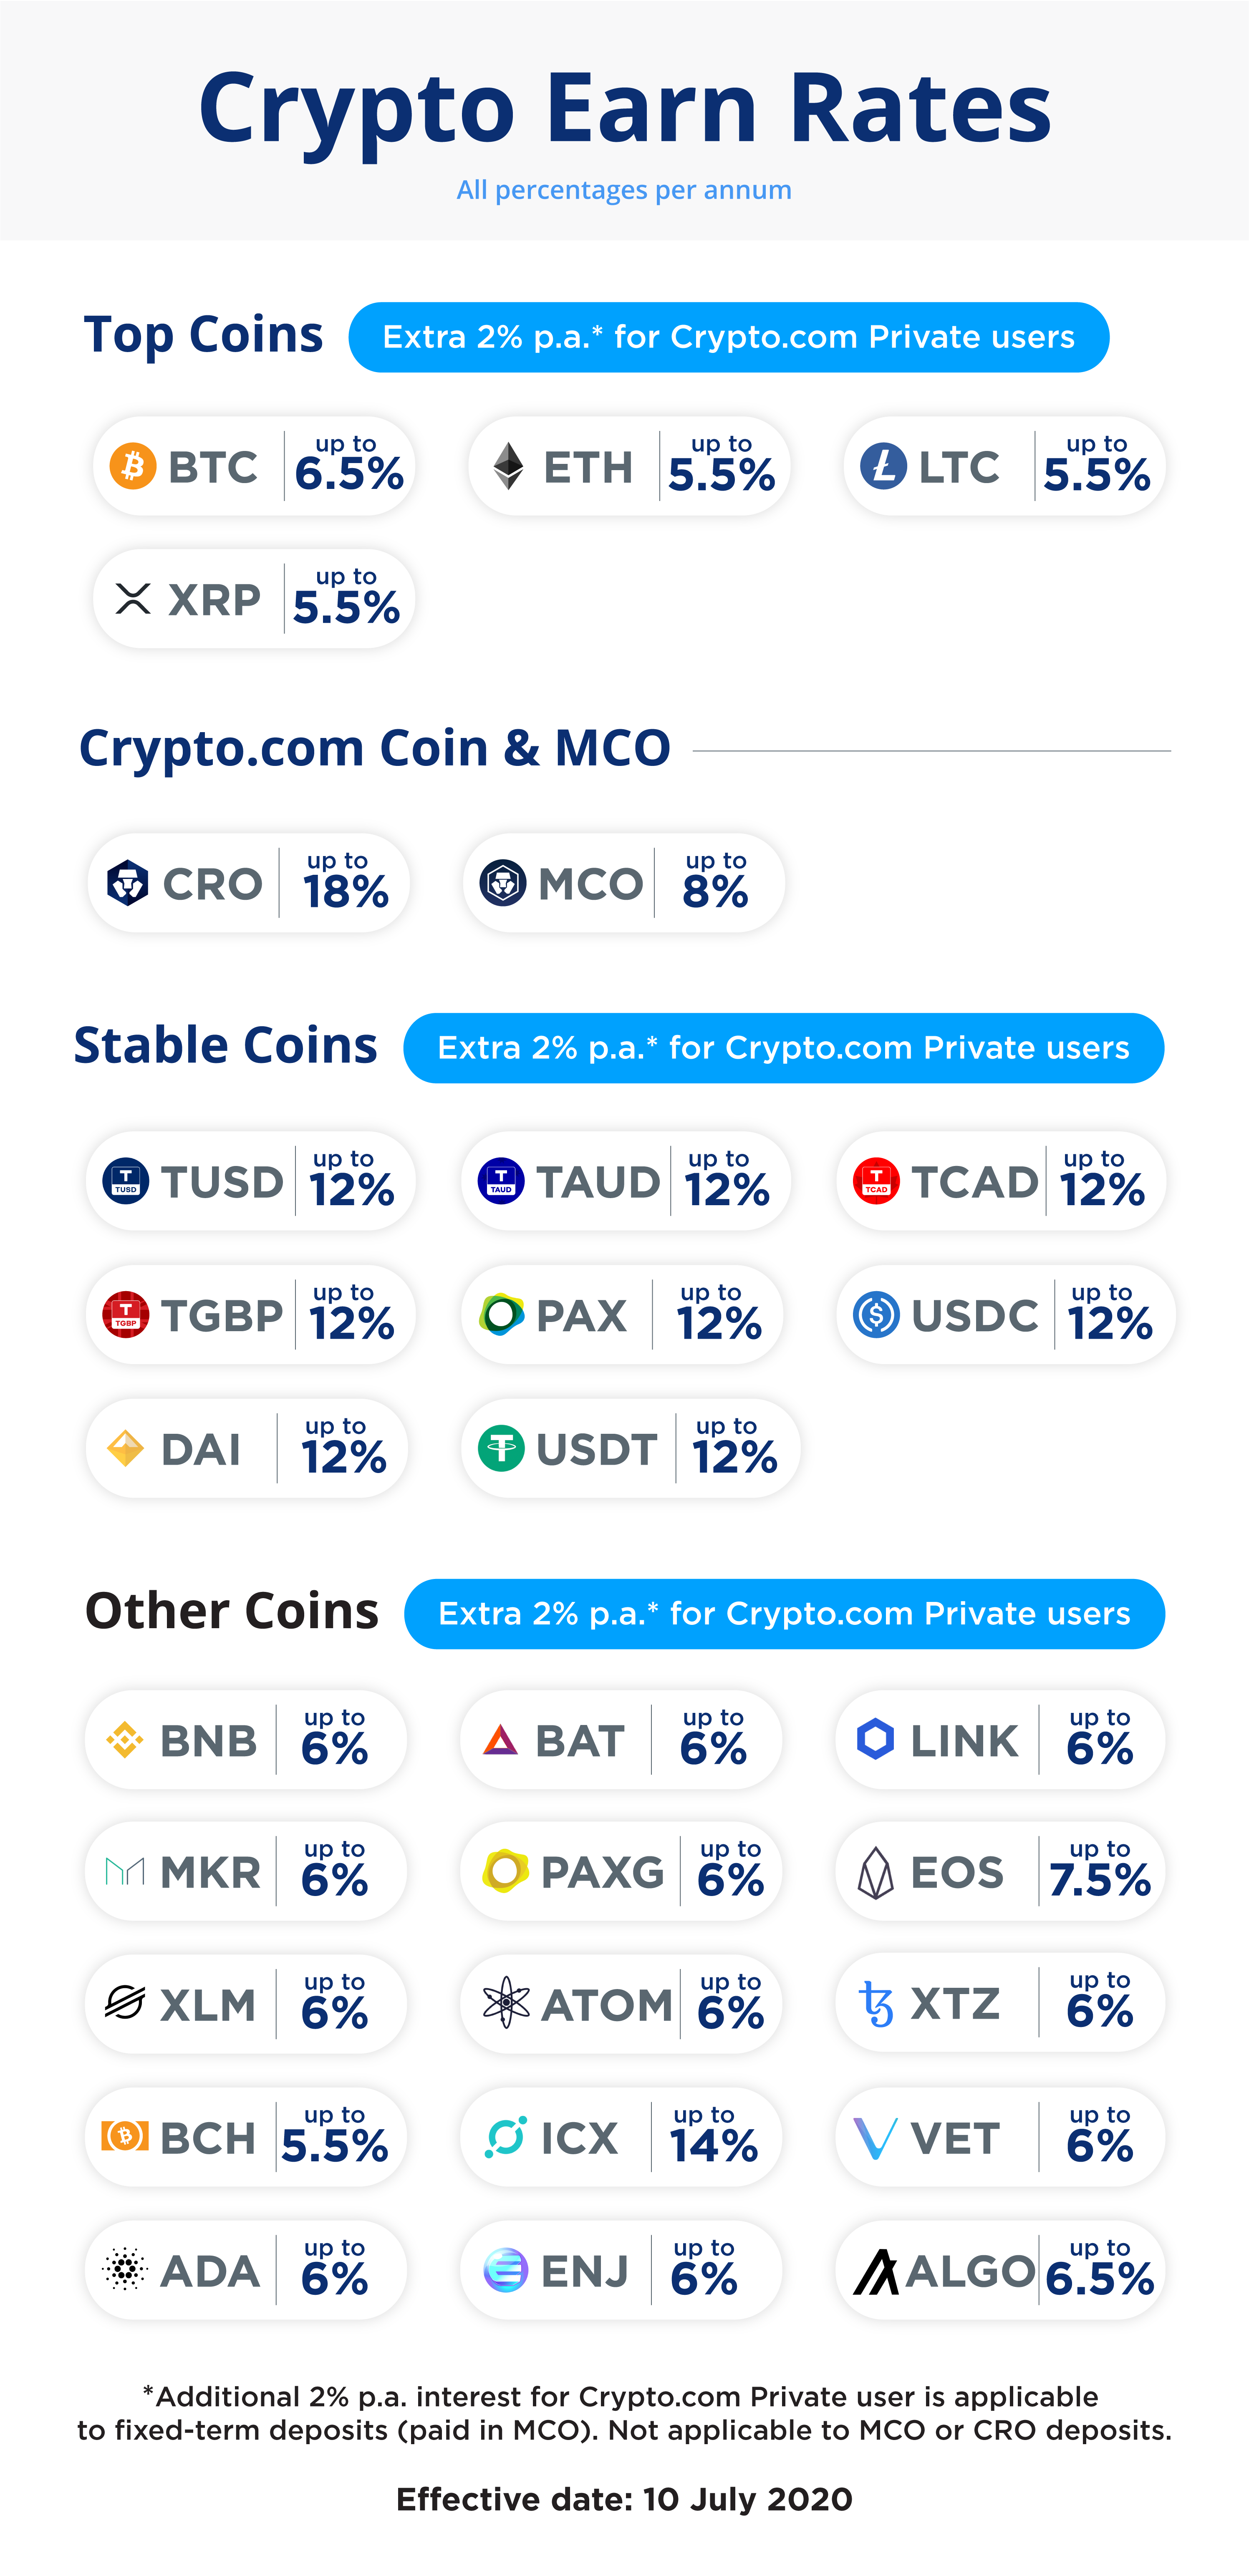 Crypto Earn Rates
All percentages per annum
Top Coins
Extra 2% p.a.* for Crypto.com Private users
BTC up to 6.5%
ETH up to 5.5%
LTC up to 5.5%
XRP up to 5.5%
Crypto.com Coin & MCO
CRO up to 18%
MCO up to 8%
Stable Coins
Extra 2% p.a.* for Crypto.com Private users
T TUSD TUSD up to 12%
T TAUD TAUD up to 12%
T TCAD TCAD up to 12%
T TGBP TGBP up to 12%
PAX up to 12%
$ USDC up to 12%
DAI up to 12%
USDT up to 12%
Other Coins
Extra 2% p.a.* for Crypto.com Private users
BNB up to 6%
BAT up to 6%
LINK up to 6%
MKR up to 6%
PAXG up to 6%
EOS up to 7.5%
XLM up to 6%
ATOM up to 6%
XTZ up to 6%
BCH up to 5.5%
ICX up to 14%
VET up to 6%
ADA up to 6%
ENJ up to 6%
ALGO up to 6.5%
*Additional 2% p.a. interest for Crypto.com Private user is applicable
to fixed-term deposits (paid in MCO). Not applicable to MCO or CRO deposits.
Effective date: 10 July 2020